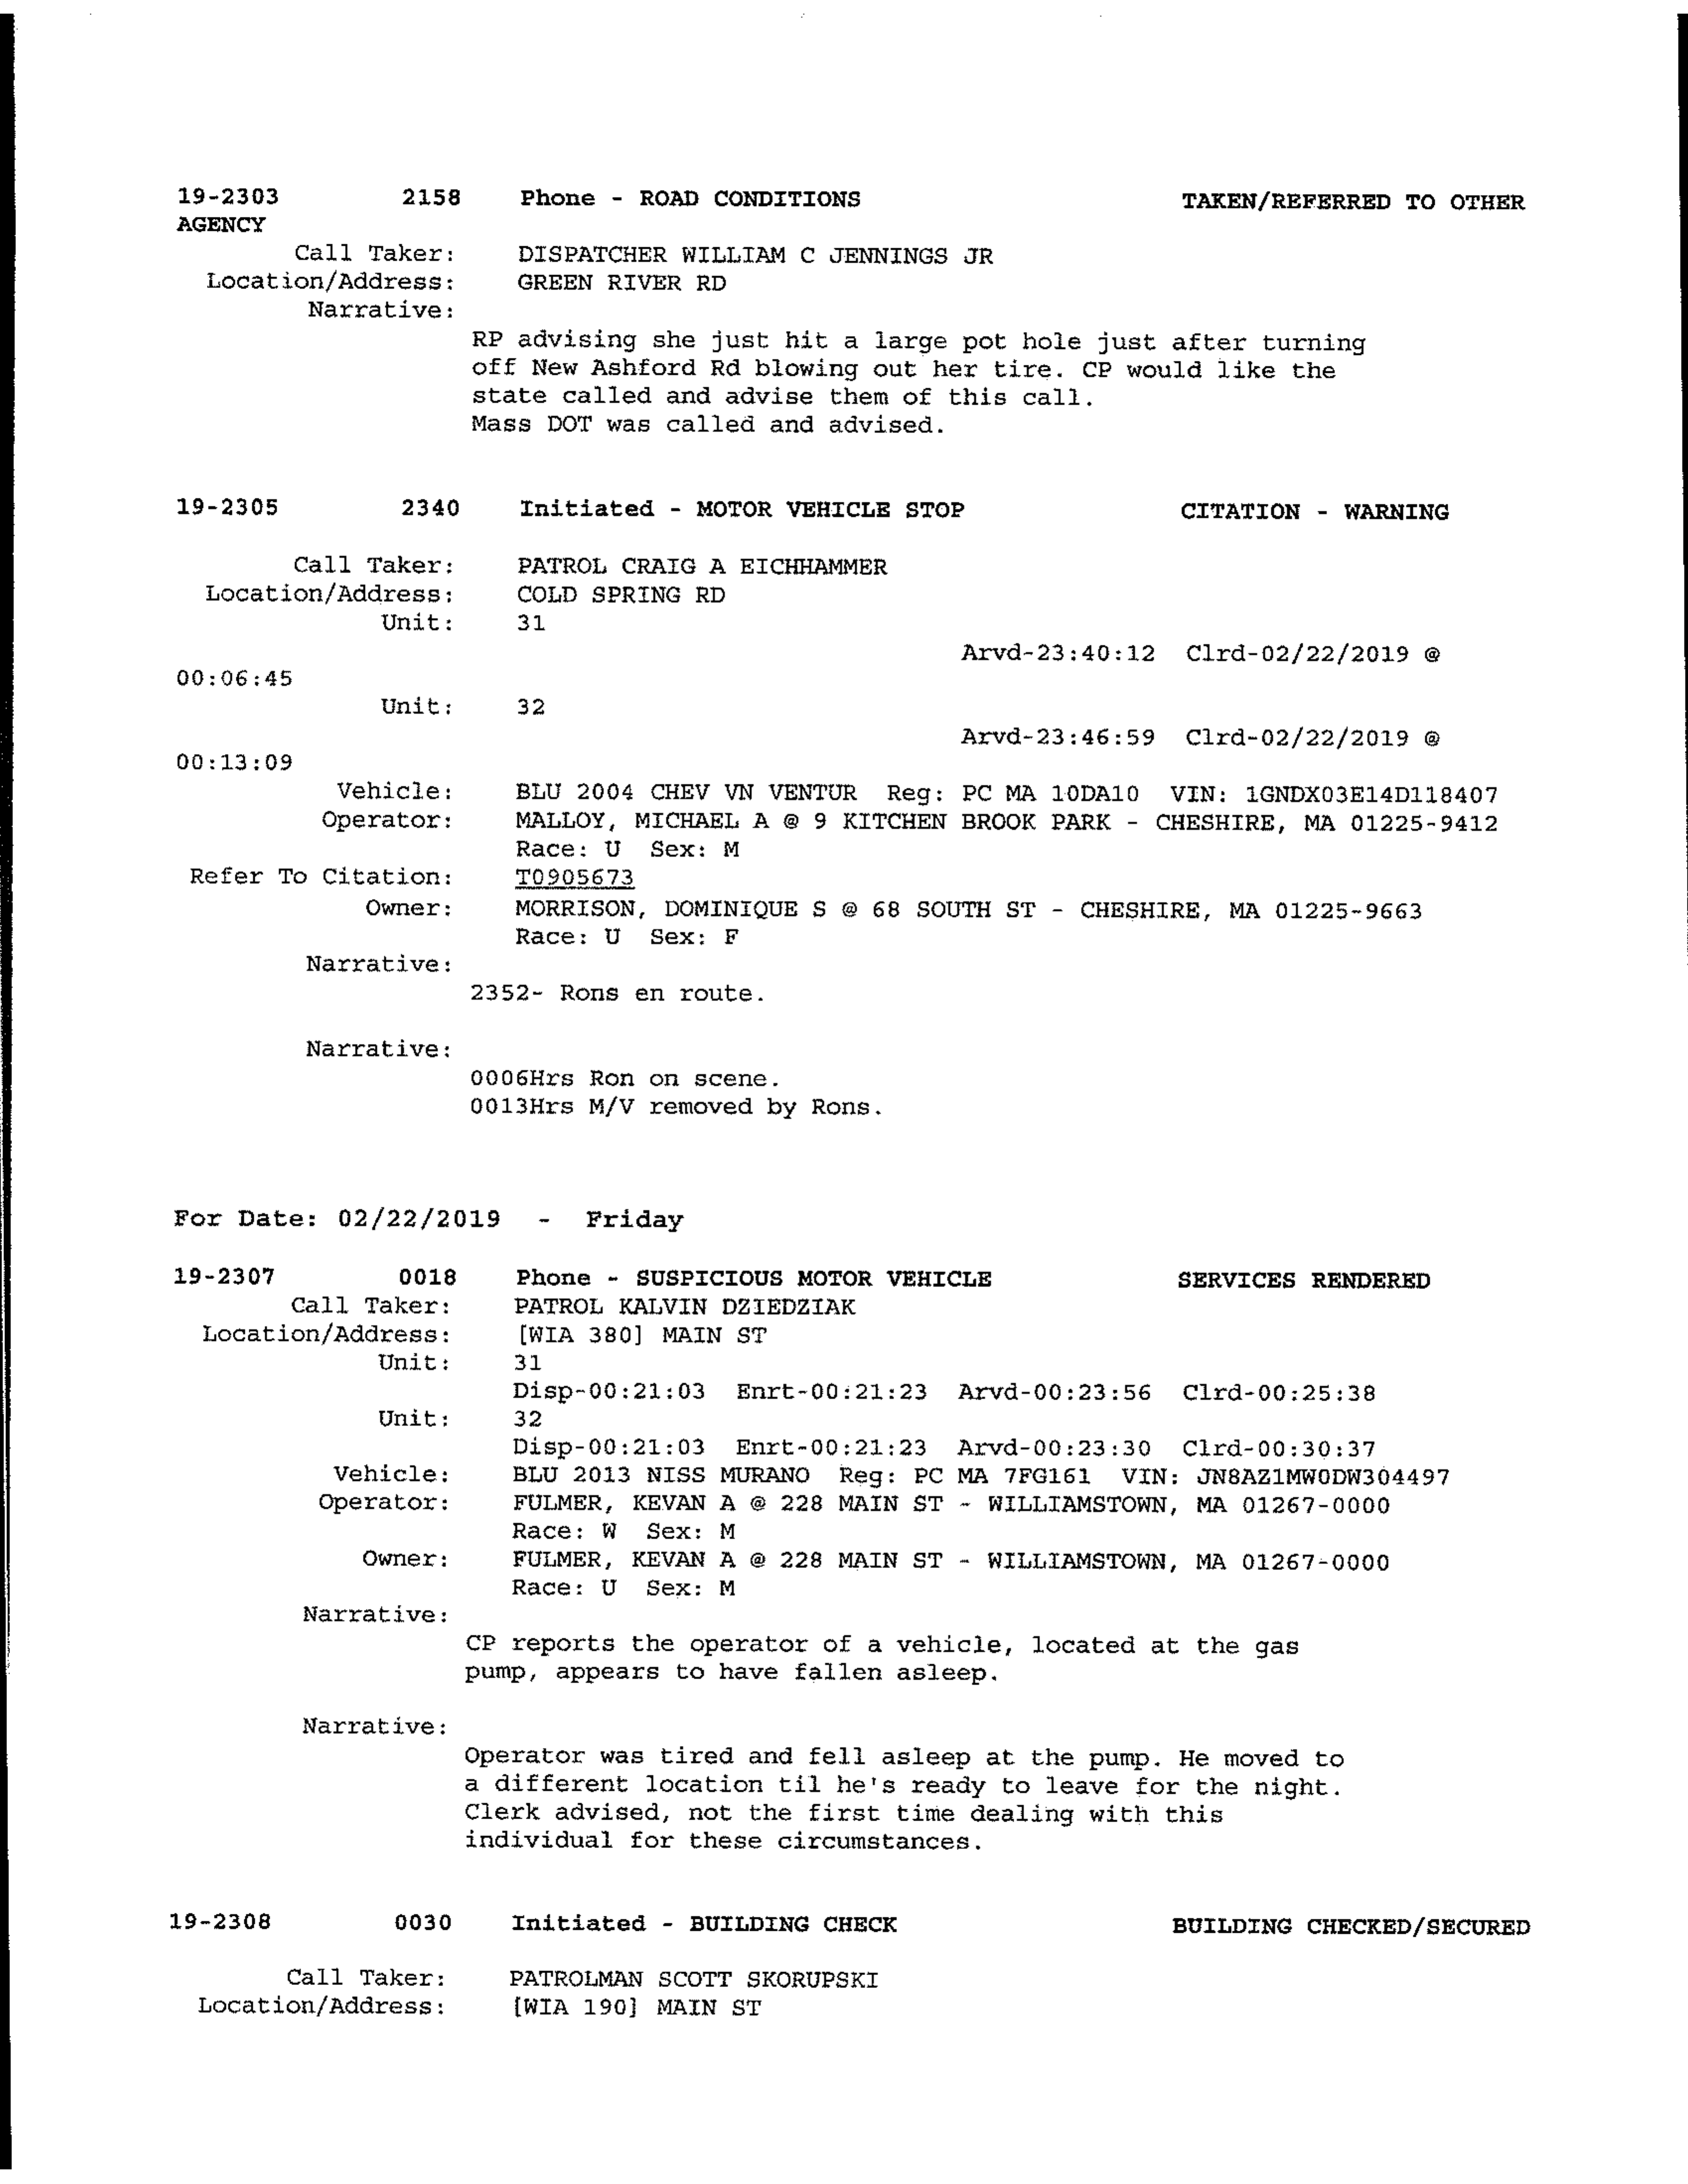 19-2303 2158 Phone - ROAD CONDITIONS TAKEN/REFERRED TO OTHER
AGENCY
Call Taker: DISPATCHER WILLIAM C JENNINGS JR
Location/Address: GREEN RIVER RD
Narrative:
RP advising she just hit a large pot hole just after turning
off New Ashford Rd blowing out her tire. CP would like the
state called and advise them of this call.
Mass DOT was called and advised.
19-2305 2340 Initiated - MOTOR VEHICLE STOP CITATION - WARNING
Call Taker: PATROL CRAIG A EICHHAMMER
Location/Address: COLD SPRING RD
Unit: 31
Arvd-23:40:12 Clrd-02/22/2019 @
00:06:45
Unit: 32
Arvd-23:46:59 Clrd-02/22/2019 @
00:13:09
Vehicle: BLU 2004 CHEV VN VENTUR Reg: PC MA 10DA10 VIN: 1GNDX03E14D118407
Operator: MALLOY, MICHAEL A @ 9 KITCHEN BROOK PARK - CHESHIRE, MA 01225-9412
Race: U Sex: M
Refer To Citation: T0905673
Owner: MORRISON, DOMINIQUE S @ 68 SOUTH ST - CHESHIRE, MA 01225-9663
Race: U Sex: F
Narrative:
2352- Rons en route.
Narrative:
0006Hrs Ron on scene.
0013Hrs M/V removed by Rons.
For Date: 02/22/2019 - Friday
19-2307 0018 Phone - SUSPICIOUS MOTOR VEHICLE SERVICES RENDERED
Call Taker: PATROL KALVIN DZIEDZIAK
Location/Address: [WIA 380] MAIN ST
Unit: 31
Disp-00:21:03 Enrt-00:21:23 Arvd-00:23:56 Clrd-00:25:38
Unit: 32
Disp-00:21:03 Enrt-00:21:23 Arvd-00:23:30 Clrd-00:30:37
Vehicle: BLU 2013 NISS MURANO Reg: PC MA 7FG161 VIN: JN8AZ1MW0DW304497
Operator: FULMER, KEVAN A @ 228 MAIN ST - WILLIAMSTOWN, MA 01267-0000
Race: W Sex: M
Owner: FULMER, KEVAN A @ 228 MAIN ST - WILLIAMSTOWN, MA 01267-0000
Race: U Sex: M
Narrative:
CP reports the operator of a vehicle, located at the gas
pump, appears to have fallen asleep.
Narrative:
Operator was tired and fell asleep at the pump. He moved to
a different location til he's ready to leave for the night.
Clerk advised, not the first time dealing with this
individual for these circumstances.
19-2308 0030 Initiated - BUILDING CHECK BUILDING CHECKED/SECURED
Call Taker: PATROLMAN SCOTT SKORUPSKI
Location/Address: [WIA 190] MAIN ST